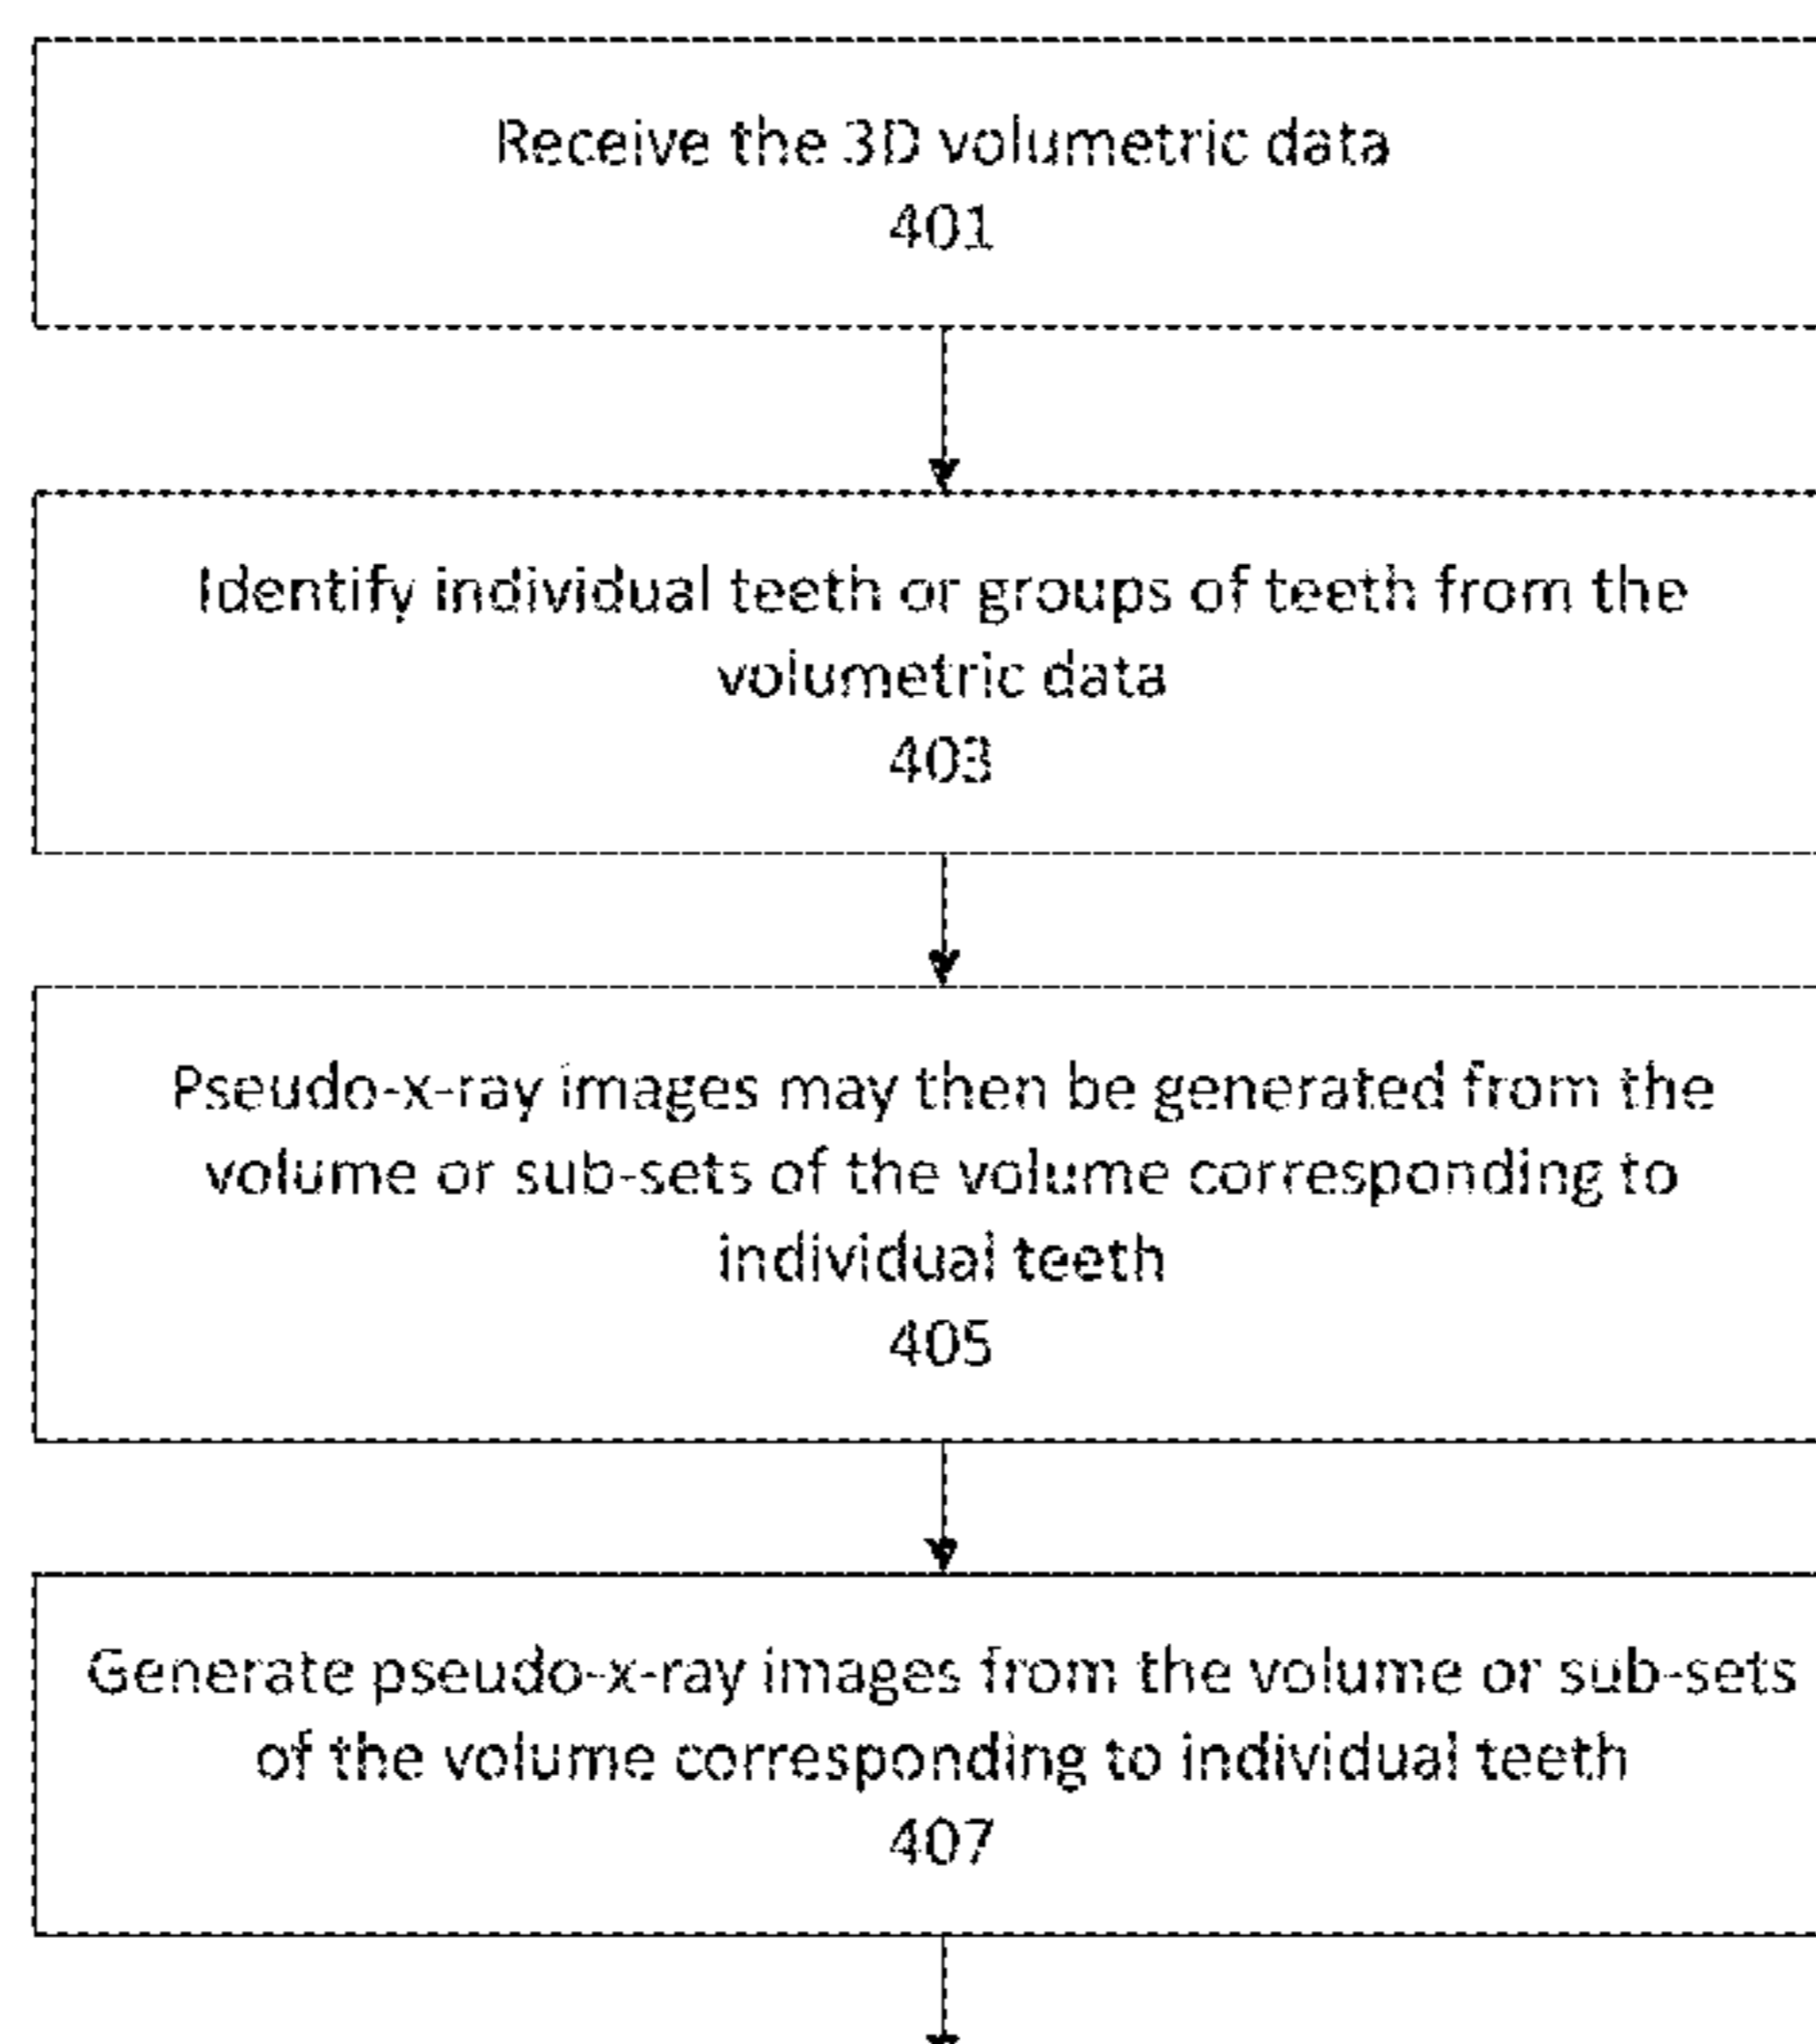 Receive the 3D volumetric data
401
Identify individual teeth or groups of teeth from the
volumetric data
403
Pseudo-x-ray images may then be generated from the
volume or sub-sets of the volume corresponding to
individual teeth
405
Generate pseudo-x-ray images from the volume or sub-sets
of the volume corresponding to individual teeth
407